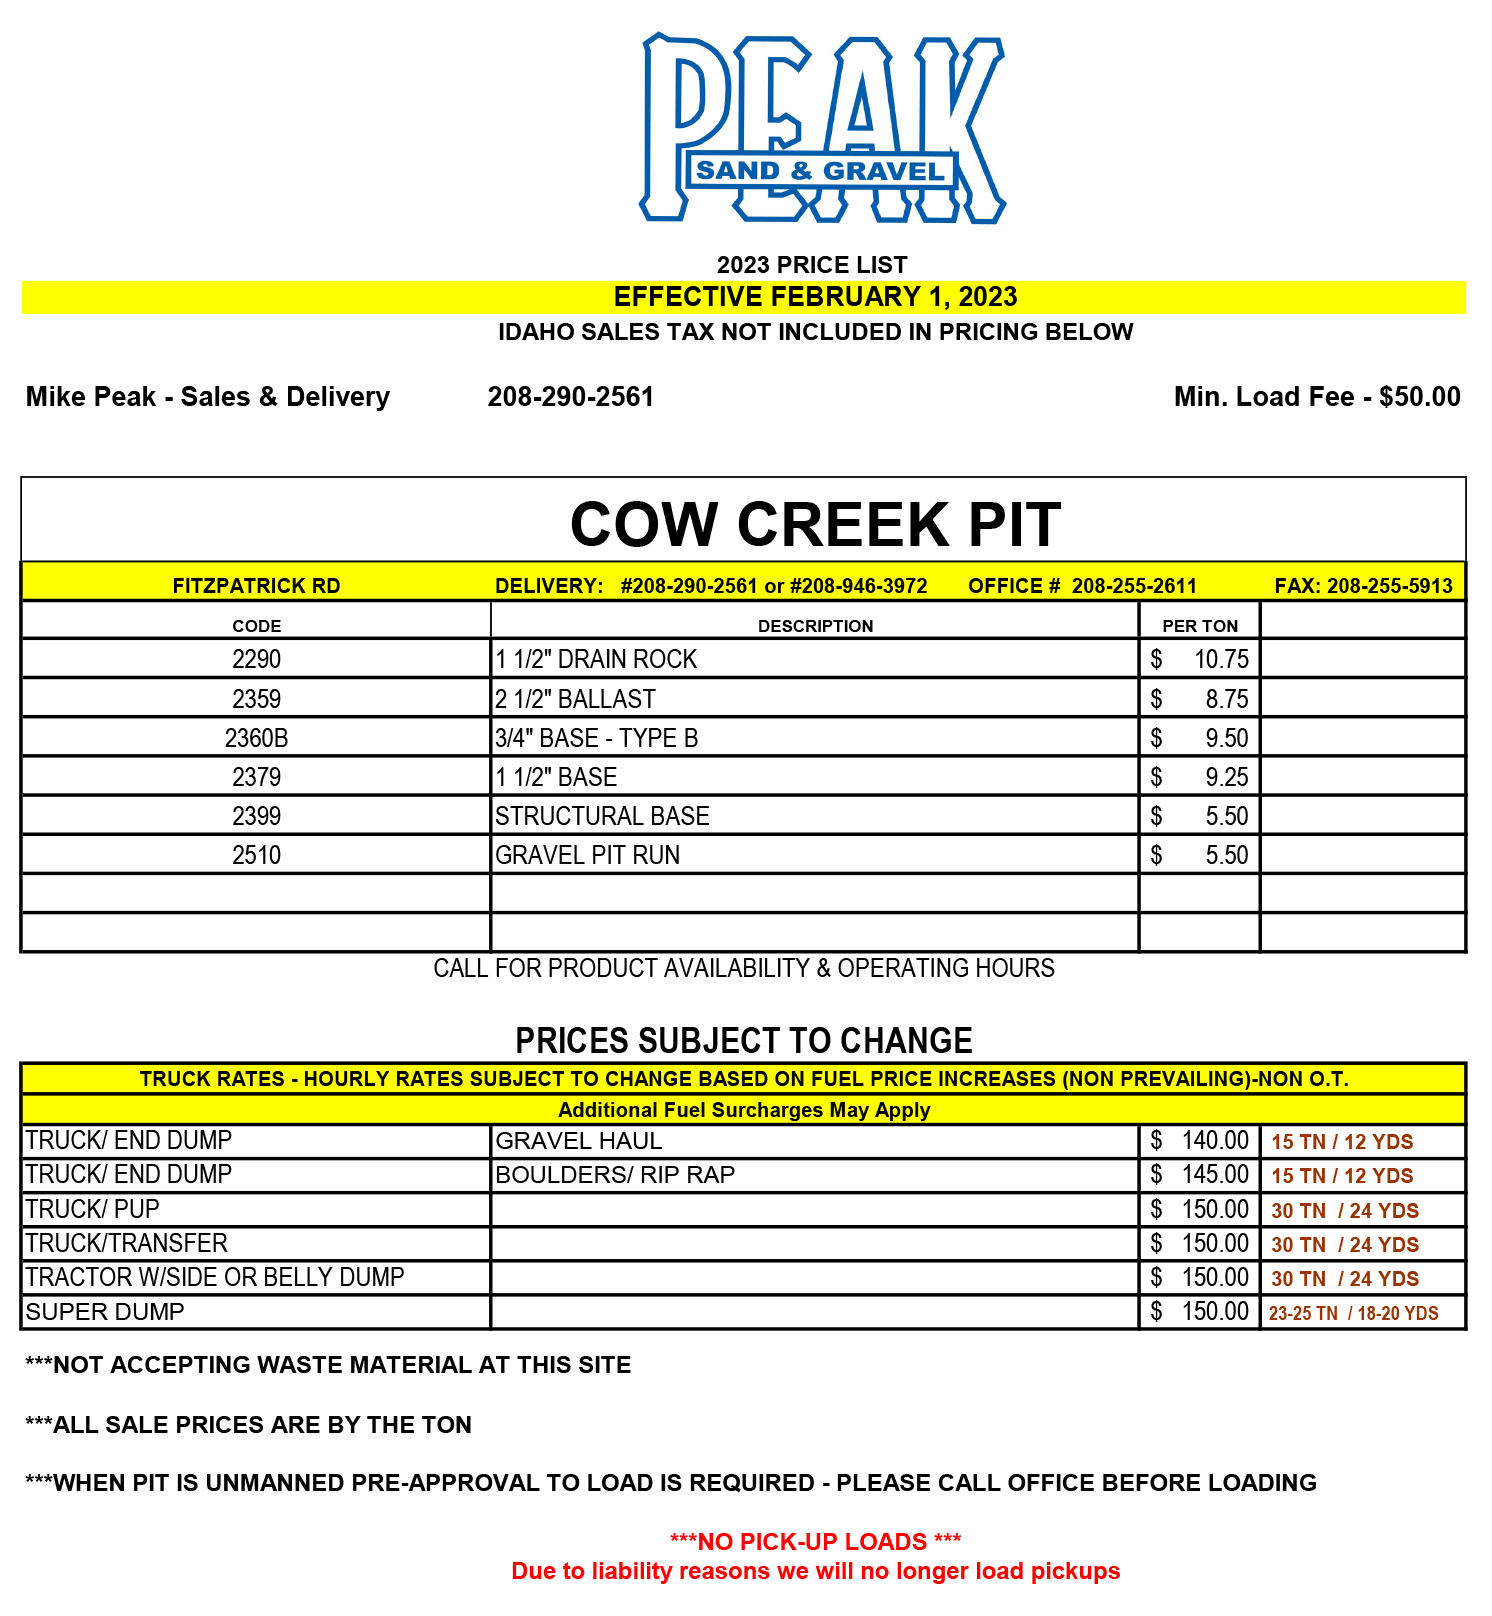 PEAK
SAND & GRAVEL
2023 PRICE LIST
EFFECTIVE FEBRUARY 1, 2023
IDAHO SALES TAX NOT INCLUDED IN PRICING BELOW
Mike Peak - Sales & Delivery 208-290-2561 Min. Load Fee - $50.00
COW CREEK PIT
FITZPATRICK RD DELIVERY: #208-290-2561 or #208-946-3972 OFFICE # 208-255-2611 FAX: 208-255-5913
CODE DESCRIPTION PER TON
2290 1 1/2" DRAIN ROCK $ 10.75
2359 2 1/2" BALLAST $ 8.75
2360B 3/4" BASE - TYPE B $ 9.50
2379 1 1/2" BASE $ 9.25
2399 STRUCTURAL BASE $ 5.50
2510 GRAVEL PIT RUN $ 5.50
CALL FOR PRODUCT AVAILABILITY & OPERATING HOURS
PRICES SUBJECT TO CHANGE
TRUCK RATES - HOURLY RATES SUBJECT TO CHANGE BASED ON FUEL PRICE INCREASES (NON PREVAILING)-NON O.T.
Additional Fuel Surcharges May Apply
TRUCK/ END DUMP GRAVEL HAUL $ 140.00 15 TN / 12 YDS
TRUCK/ END DUMP BOULDERS/ RIP RAP $ 145.00 15 TN / 12 YDS
TRUCK/ PUP $ 150.00 30 TN / 24 YDS
TRUCK/TRANSFER $ 150.00 30 TN / 24 YDS
TRACTOR W/SIDE OR BELLY DUMP $ 150.00 30 TN / 24 YDS
SUPER DUMP $ 150.00 23-25 TN / 18-20 YDS
***NOT ACCEPTING WASTE MATERIAL AT THIS SITE
***ALL SALE PRICES ARE BY THE TON
***WHEN PIT IS UNMANNED PRE-APPROVAL TO LOAD IS REQUIRED - PLEASE CALL OFFICE BEFORE LOADING
***NO PICK-UP LOADS ***
Due to liability reasons we will no longer load pickups